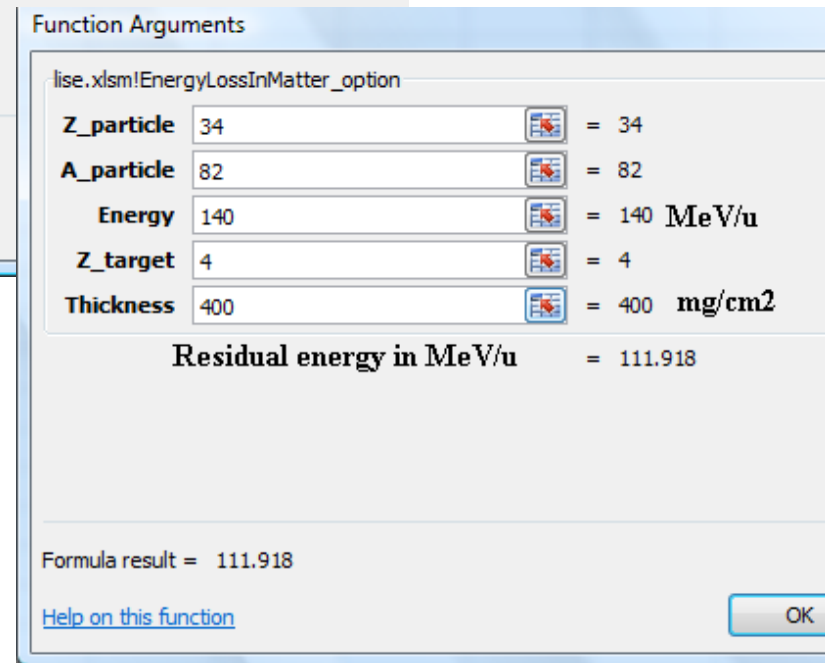 Function Arguments
lise.xlsm!EnergyLossInMatter_option
Z_particle 34 = 34
A_particle 82 = 82
Energy 140 = 140 MeV/u
Z_target 4 = 4
Thickness 400 = 400 mg/cm2
Residual energy in MeV/u = 111.918
Formula result = 111.918
Help on this function
OK